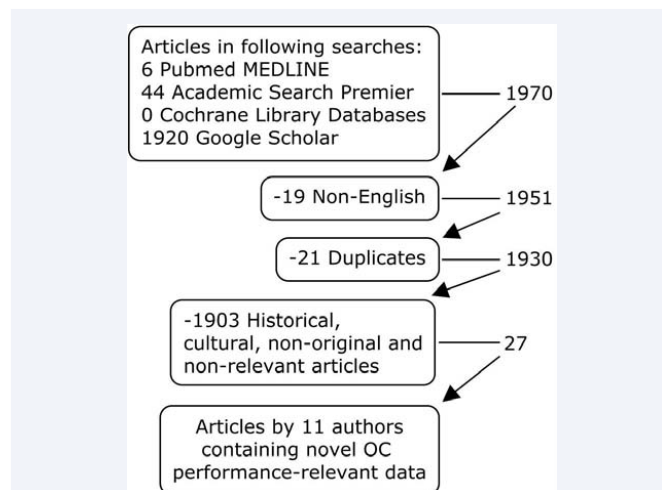 Articles in following searches:
6 Pubmed MEDLINE
44 Academic Search Premier
0 Cochrane Library Databases
1920 Google Scholar
1970
-19 Non-English
1951
-21 Duplicates
1930
-1903 Historical,
cultural, non-original and
non-relevant articles
27
Articles by 11 authors
containing novel OC
performance-relevant data